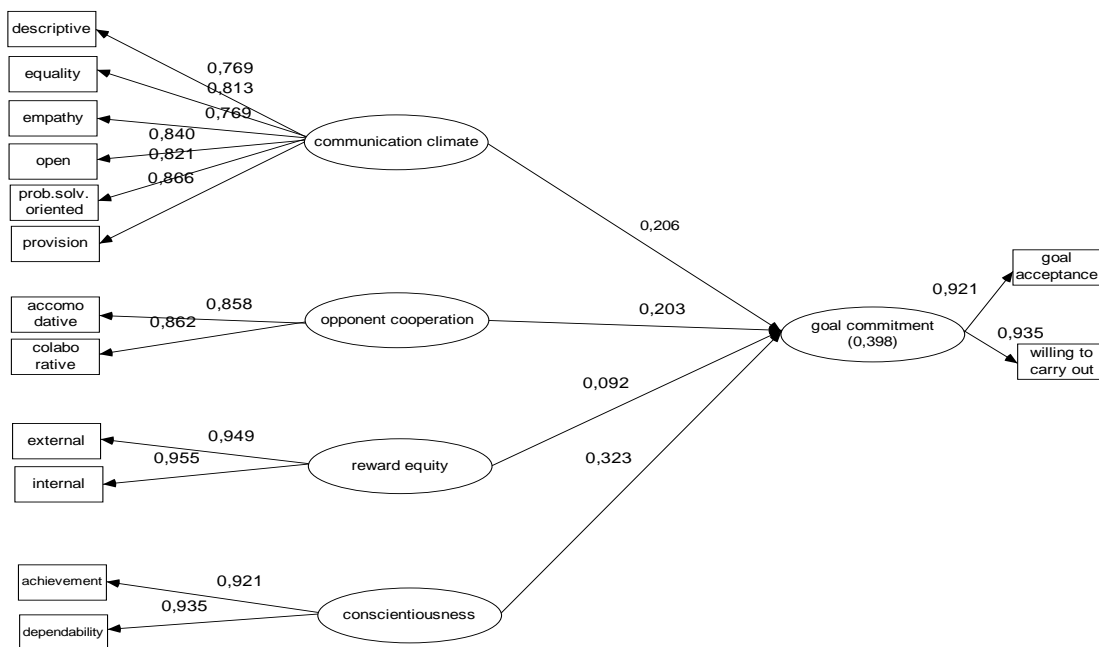 descriptive
equality
empathy
open
prob.solv.
oriented
provision
0,769
0,813
0,769
0,840
0,821
0,866
communication climate
0,206
accomo
dative
colabo
rative
0,858
0,862
opponent cooperation
0,203
external
internal
0,949
0,955
reward equity
0,092
achievement
dependability
0,921
0,935
conscientiousness
0,323
goal commitment
(0,398)
0,921
0,935
goal
acceptance
willing to
carry out